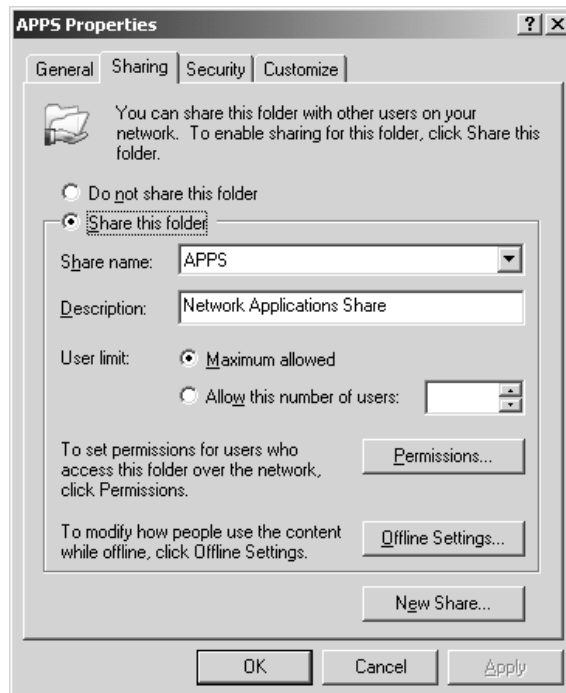 APPS Properties
General Sharing Security Customize
You can share this folder with other users on your
network. To enable sharing for this folder, click Share this
folder.
Do not share this folder
Share this folder
Share name: APPS
Description: Network Applications Share
User limit: Maximum allowed
Allow this number of users:
To set permissions for users who
access this folder over the network,
click Permissions.
Permissions...
To modify how people use the content
while offline, click Offline Settings.
Offline Settings...
New Share...
OK Cancel Apply